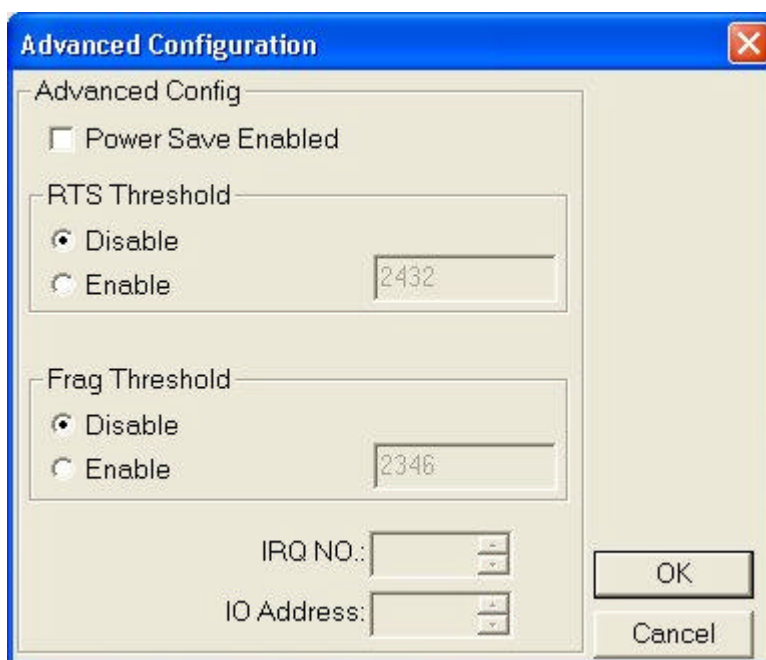 Advanced Configuration
Advanced Config
Power Save Enabled
RTS Threshold
Disable
Enable 2432
Frag Threshold
Disable
Enable 2346
IRQ NO.:
IO Address:
OK
Cancel